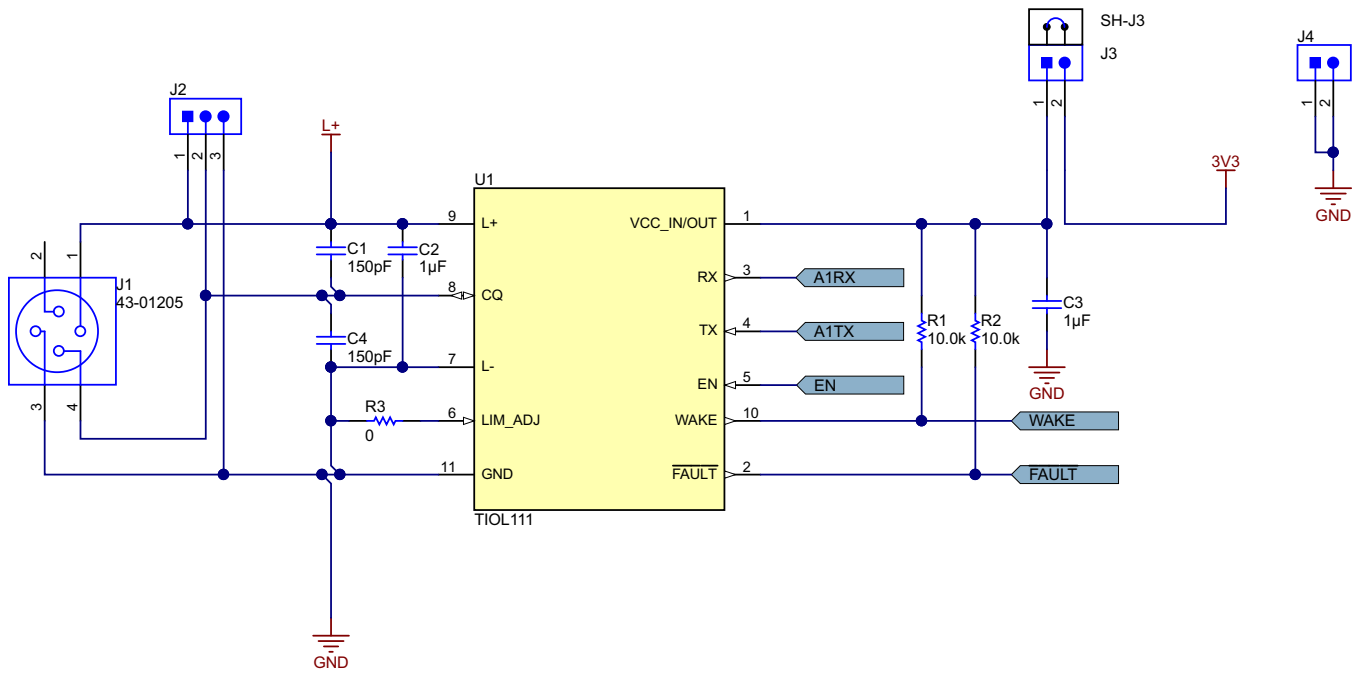 SH-J3
J3
J4
1
2
1
2
J2
1
2
3
L+
3V3
GND
U1
9
L+
VCC_IN/OUT
1
C1
150pF
C2
1µF
2
1
J1
43-01205
8
CQ
RX
3
A1RX
C3
1µF
GND
C4
150pF
TX
4
A1TX
R1
10.0k
R2
10.0k
7
L-
EN
5
EN
3
4
R3
0
6
LIM_ADJ
WAKE
10
WAKE
11
GND
FAULT
2
FAULT
TIOL111
GND